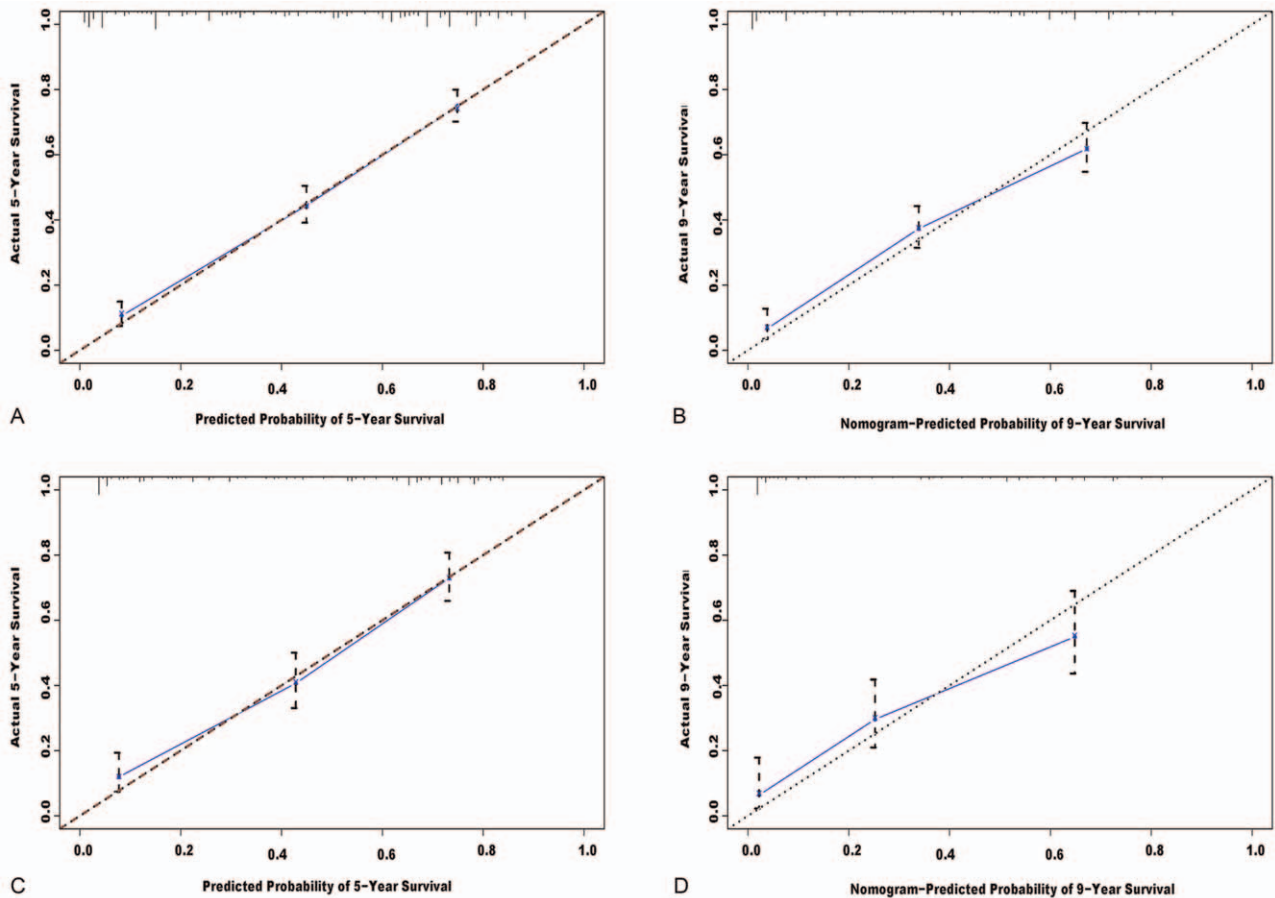 1.0
0.8
0.6
0.4
0.2
0.0
Actual 5-Year Survival
0.0 0.2 0.4 0.6 0.8 1.0
Predicted Probability of 5-Year Survival
A
1.0
0.8
0.6
0.4
0.2
0.0
Actual 9-Year Survival
0.0 0.2 0.4 0.6 0.8 1.0
Nomogram-Predicted Probability of 9-Year Survival
B
1.0
0.8
0.6
0.4
0.2
0.0
Actual 5-Year Survival
0.0 0.2 0.4 0.6 0.8 1.0
Predicted Probability of 5-Year Survival
C
1.0
0.8
0.6
0.4
0.2
0.0
Actual 9-Year Survival
0.0 0.2 0.4 0.6 0.8 1.0
Nomogram-Predicted Probability of 9-Year Survival
D